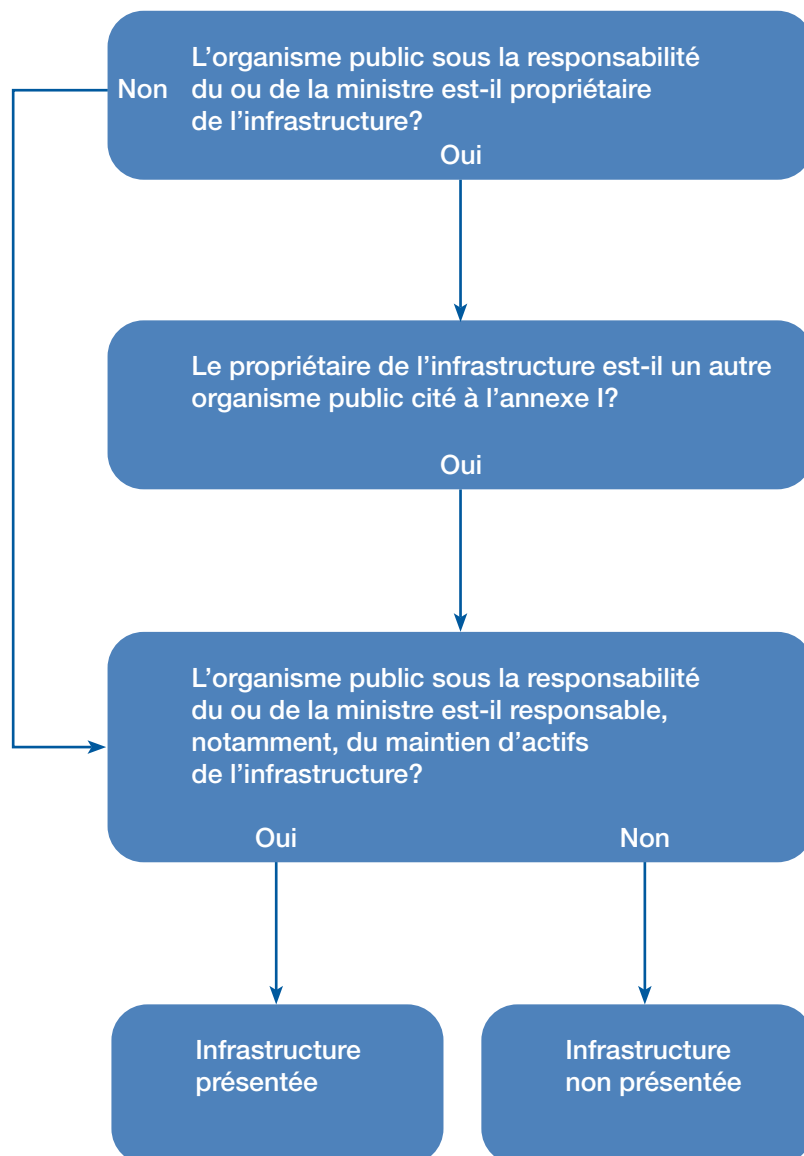 L’organisme public sous la responsabilité
du ou de la ministre est-il propriétaire
de l’infrastructure?
Non
Oui
Le propriétaire de l’infrastructure est-il un autre
organisme public cité à l’annexe I?
Oui
L’organisme public sous la responsabilité
du ou de la ministre est-il responsable,
notamment, du maintien d’actifs
de l’infrastructure?
Oui
Non
Infrastructure
présentée
Infrastructure
non présentée